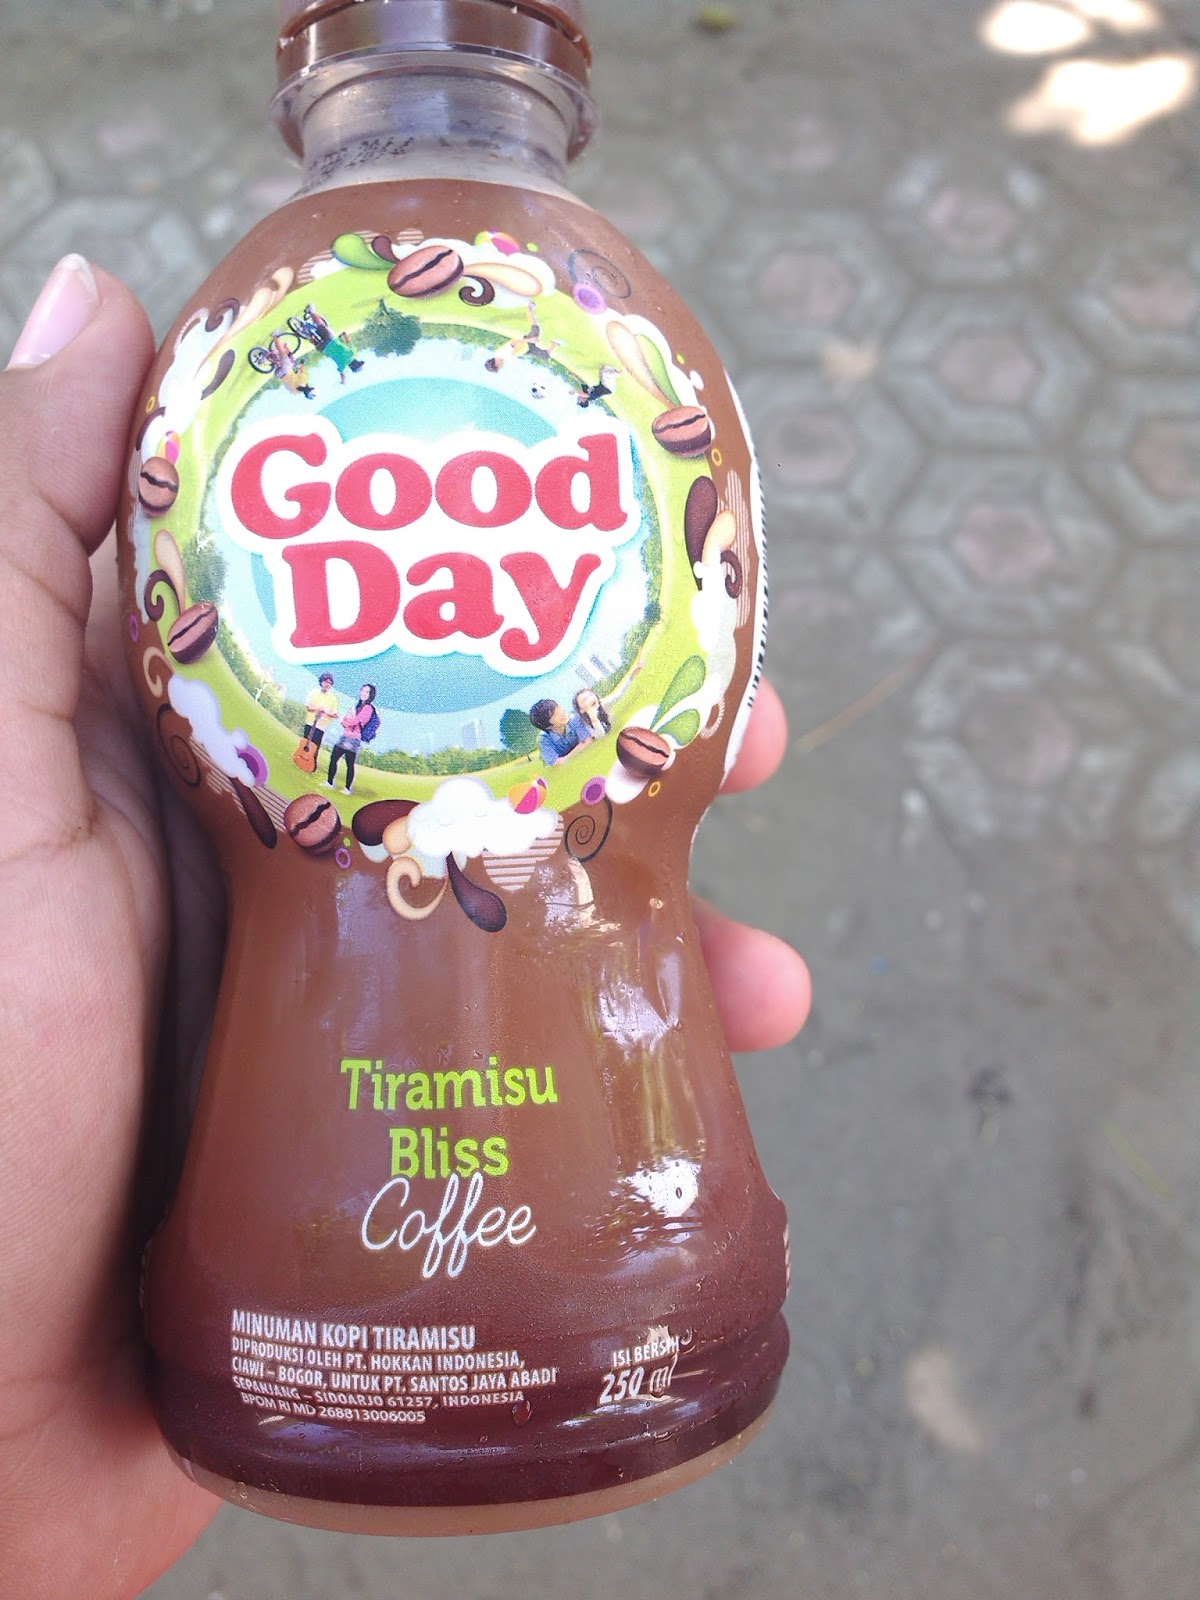 2014
Good
Day
Tiramisu
Bliss
Coffee
MINUMAN KOPI TIRAMISU
DIPRODUKSI OLEH PT. HOKKAN INDONESIA,
CIAWI – BOGOR, UNTUK PT. SANTOS JAYA ABADI
SEPANJANG – SIDOARJO 61257, INDONESIA
BPOM RI MD 268813006005
ISI BERSIH
250 ml